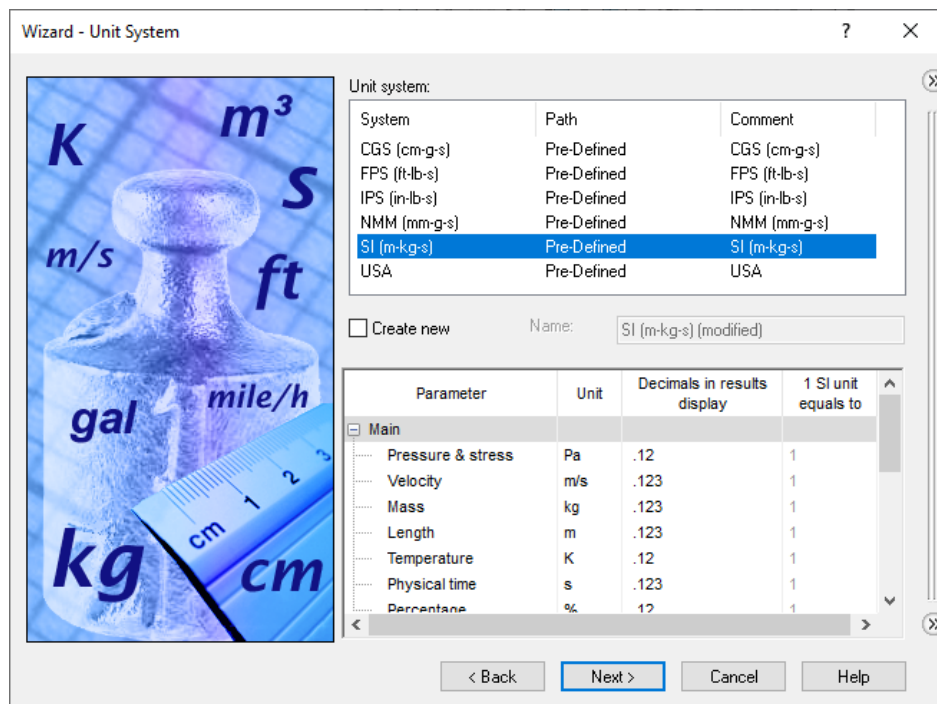 Wizard - Unit System
?
K
m³
s
m/s
ft
gal
mile/h
kg
cm 1 2 3
cm
Unit system:
System Path Comment
CGS (cm-g-s) Pre-Defined CGS (cm-g-s)
FPS (ft-lb-s) Pre-Defined FPS (ft-lb-s)
IPS (in-lb-s) Pre-Defined IPS (in-lb-s)
NMM (mm-g-s) Pre-Defined NMM (mm-g-s)
SI (m-kg-s) Pre-Defined SI (m-kg-s)
USA Pre-Defined USA
Create new Name: SI (m-kg-s) (modified)
Parameter Unit Decimals in results display 1 SI unit equals to
Main
Pressure & stress Pa .12 1
Velocity m/s .123 1
Mass kg .123 1
Length m .123 1
Temperature K .12 1
Physical time s .123 1
Percentage % .12 1
< Back Next > Cancel Help